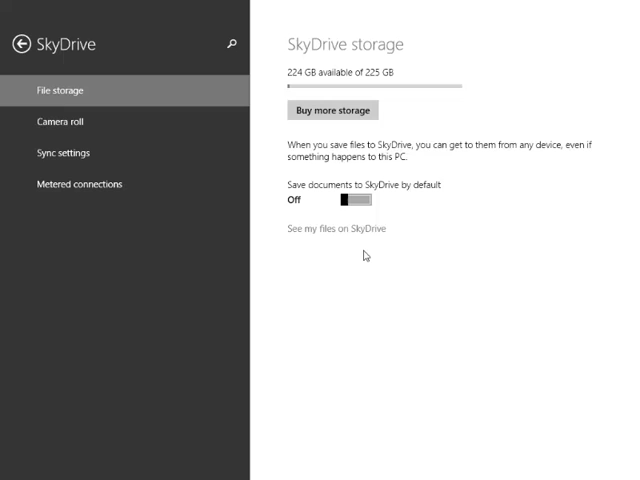 SkyDrive
File storage
Camera roll
Sync settings
Metered connections
SkyDrive storage
224 GB available of 225 GB
Buy more storage
When you save files to SkyDrive, you can get to them from any device, even if
something happens to this PC.
Save documents to SkyDrive by default
Off
See my files on SkyDrive